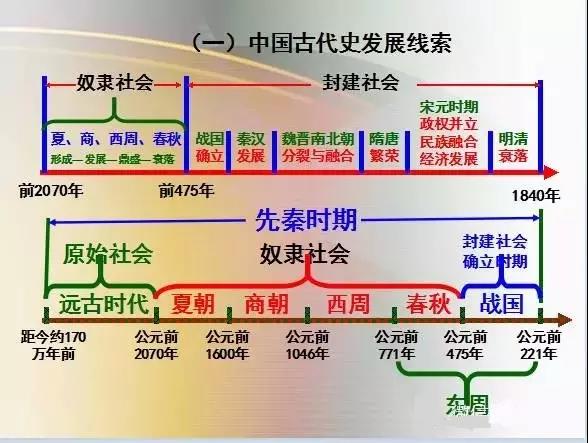 （一）中国古代史发展线索
奴隶社会
封建社会
夏、商、西周、春秋
形成—发展—鼎盛—衰落
战国
确立
秦汉
发展
魏晋南北朝
分裂与融合
隋唐
繁荣
宋元时期
政权并立
民族融合
经济发展
明清
衰落
前2070年
前475年
1840年
先秦时期
原始社会
奴隶社会
封建社会
确立时期
远古时代
夏朝
商朝
西周
春秋
战国
距今约170
万年前
公元前
2070年
公元前
1600年
公元前
1046年
公元前
771年
公元前
475年
公元前
221年
东周